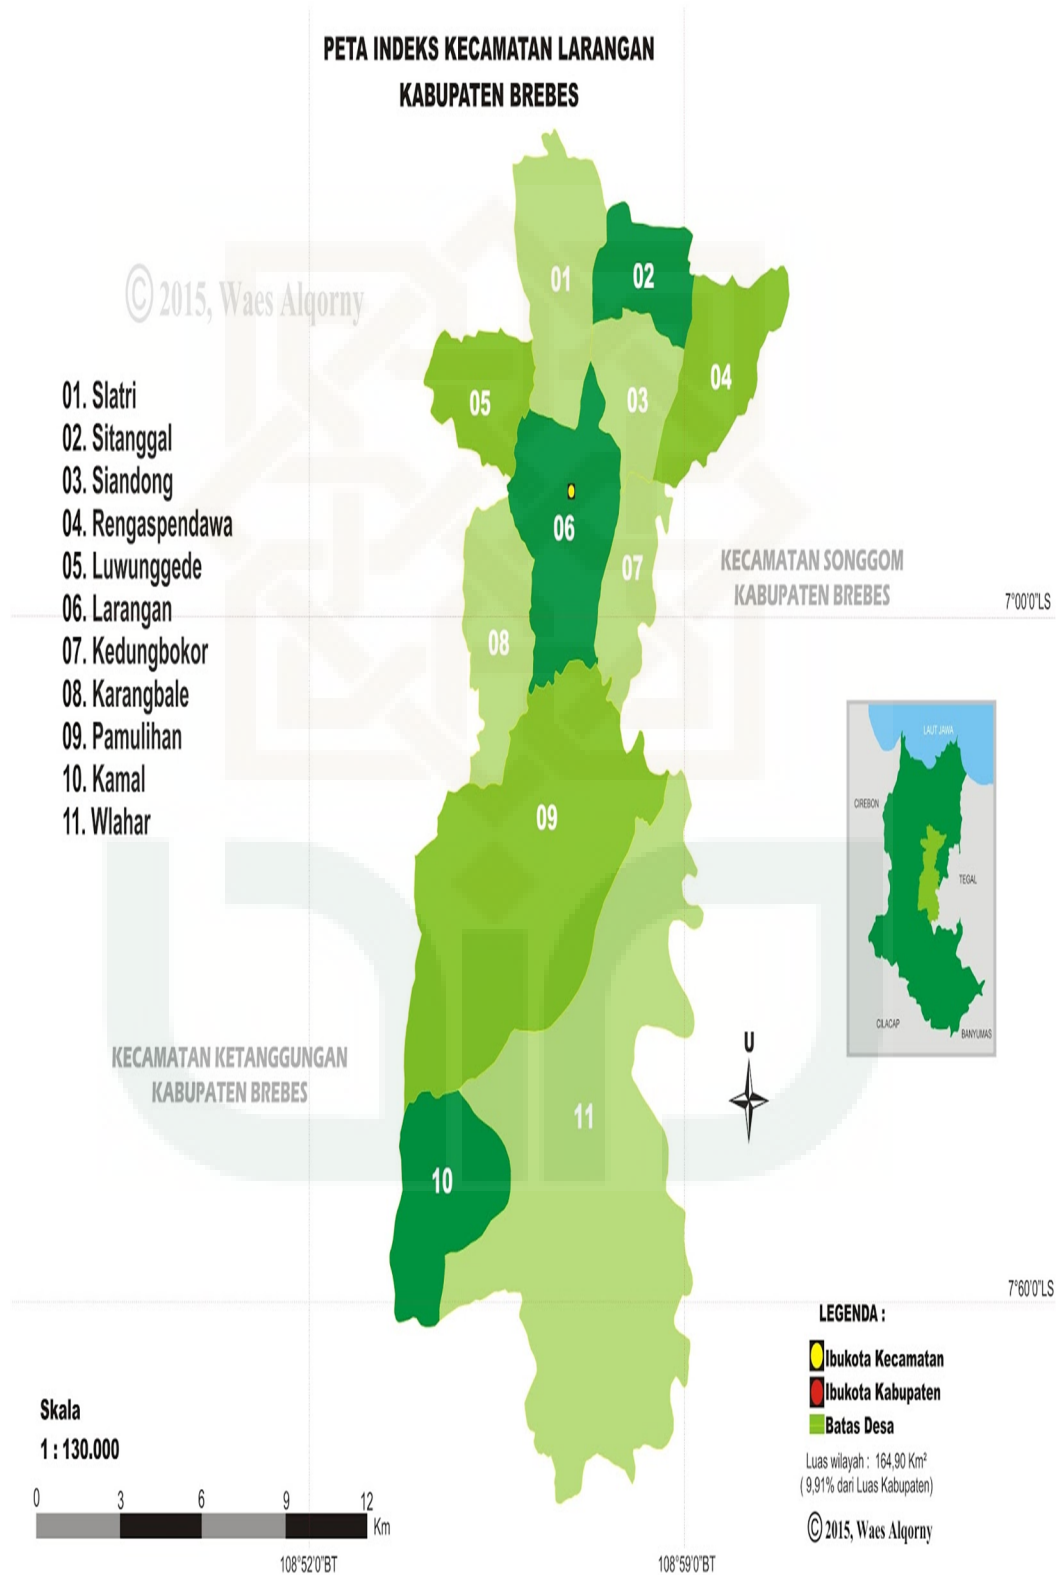 PETA INDEKS KECAMATAN LARANGAN
KABUPATEN BREBES
© 2015, Waes Alqorny
01
02
03
04
05
06
07
08
09
10
11
01. Slatri
02. Sitanggal
03. Siandong
04. Rengaspendawa
05. Luwunggede
06. Larangan
07. Kedungbokor
08. Karangbale
09. Pamulihan
10. Kamal
11. Wlahar
KECAMATAN SONGGOM
KABUPATEN BREBES
7°00'0"LS
LAUT JAWA
CIREBON
TEGAL
CILACAP
BANYUMAS
U
KECAMATAN KETANGGUNGAN
KABUPATEN BREBES
7°60'0"LS
LEGENDA :
Ibukota Kecamatan
Ibukota Kabupaten
Batas Desa
Luas wilayah : 164,90 Km²
( 9,91% dari Luas Kabupaten)
© 2015, Waes Alqorny
Skala
1 : 130.000
0 3 6 9 12
Km
108°52'0"BT
108°59'0"BT